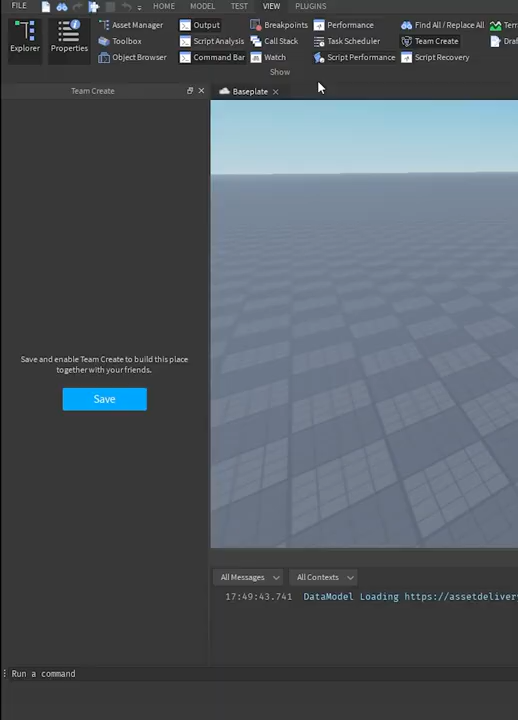 FILE HOME MODEL TEST VIEW PLUGINS
Explorer
Properties
Asset Manager
Toolbox
Object Browser
Output
Script Analysis
Command Bar
Breakpoints
Call Stack
Watch
Performance
Task Scheduler
Script Performance
Find All / Replace All
Team Create
Script Recovery
Show
Team Create
Baseplate
Save and enable Team Create to build this place
together with your friends.
Save
All Messages All Contexts
17:49:43.741 DataModel Loading https://assetdelivery
Run a command